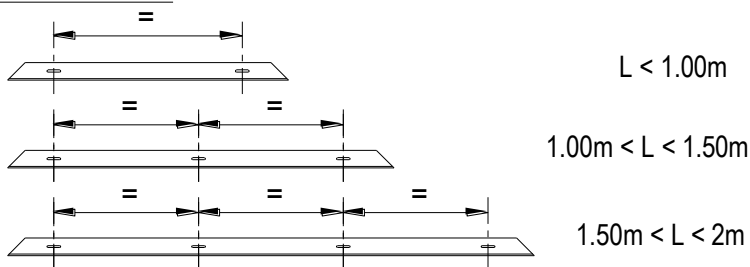 =
L < 1.00m
= =
1.00m < L < 1.50m
= = =
1.50m < L < 2m